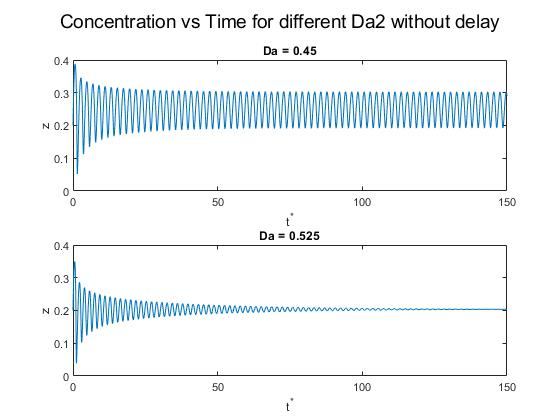 Concentration vs Time for different Da2 without delay
Da = 0.45
0.4
0.3
0.2
0.1
0
z
0 50 100 150
t*
Da = 0.525
0.4
0.3
0.2
0.1
0
z
0 50 100 150
t*